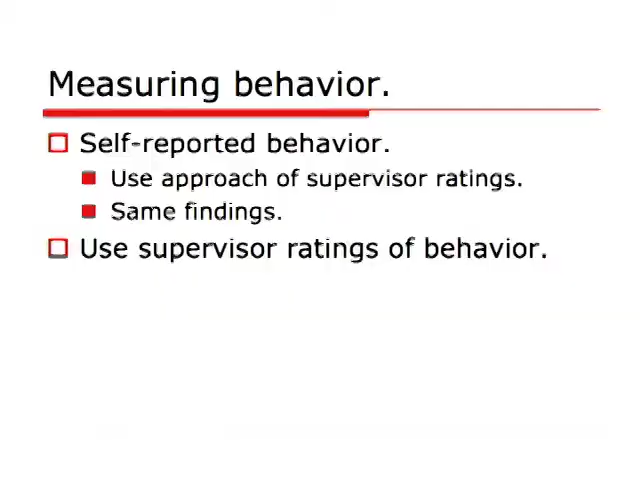 Measuring behavior.
Self-reported behavior.
Use approach of supervisor ratings.
Same findings.
Use supervisor ratings of behavior.